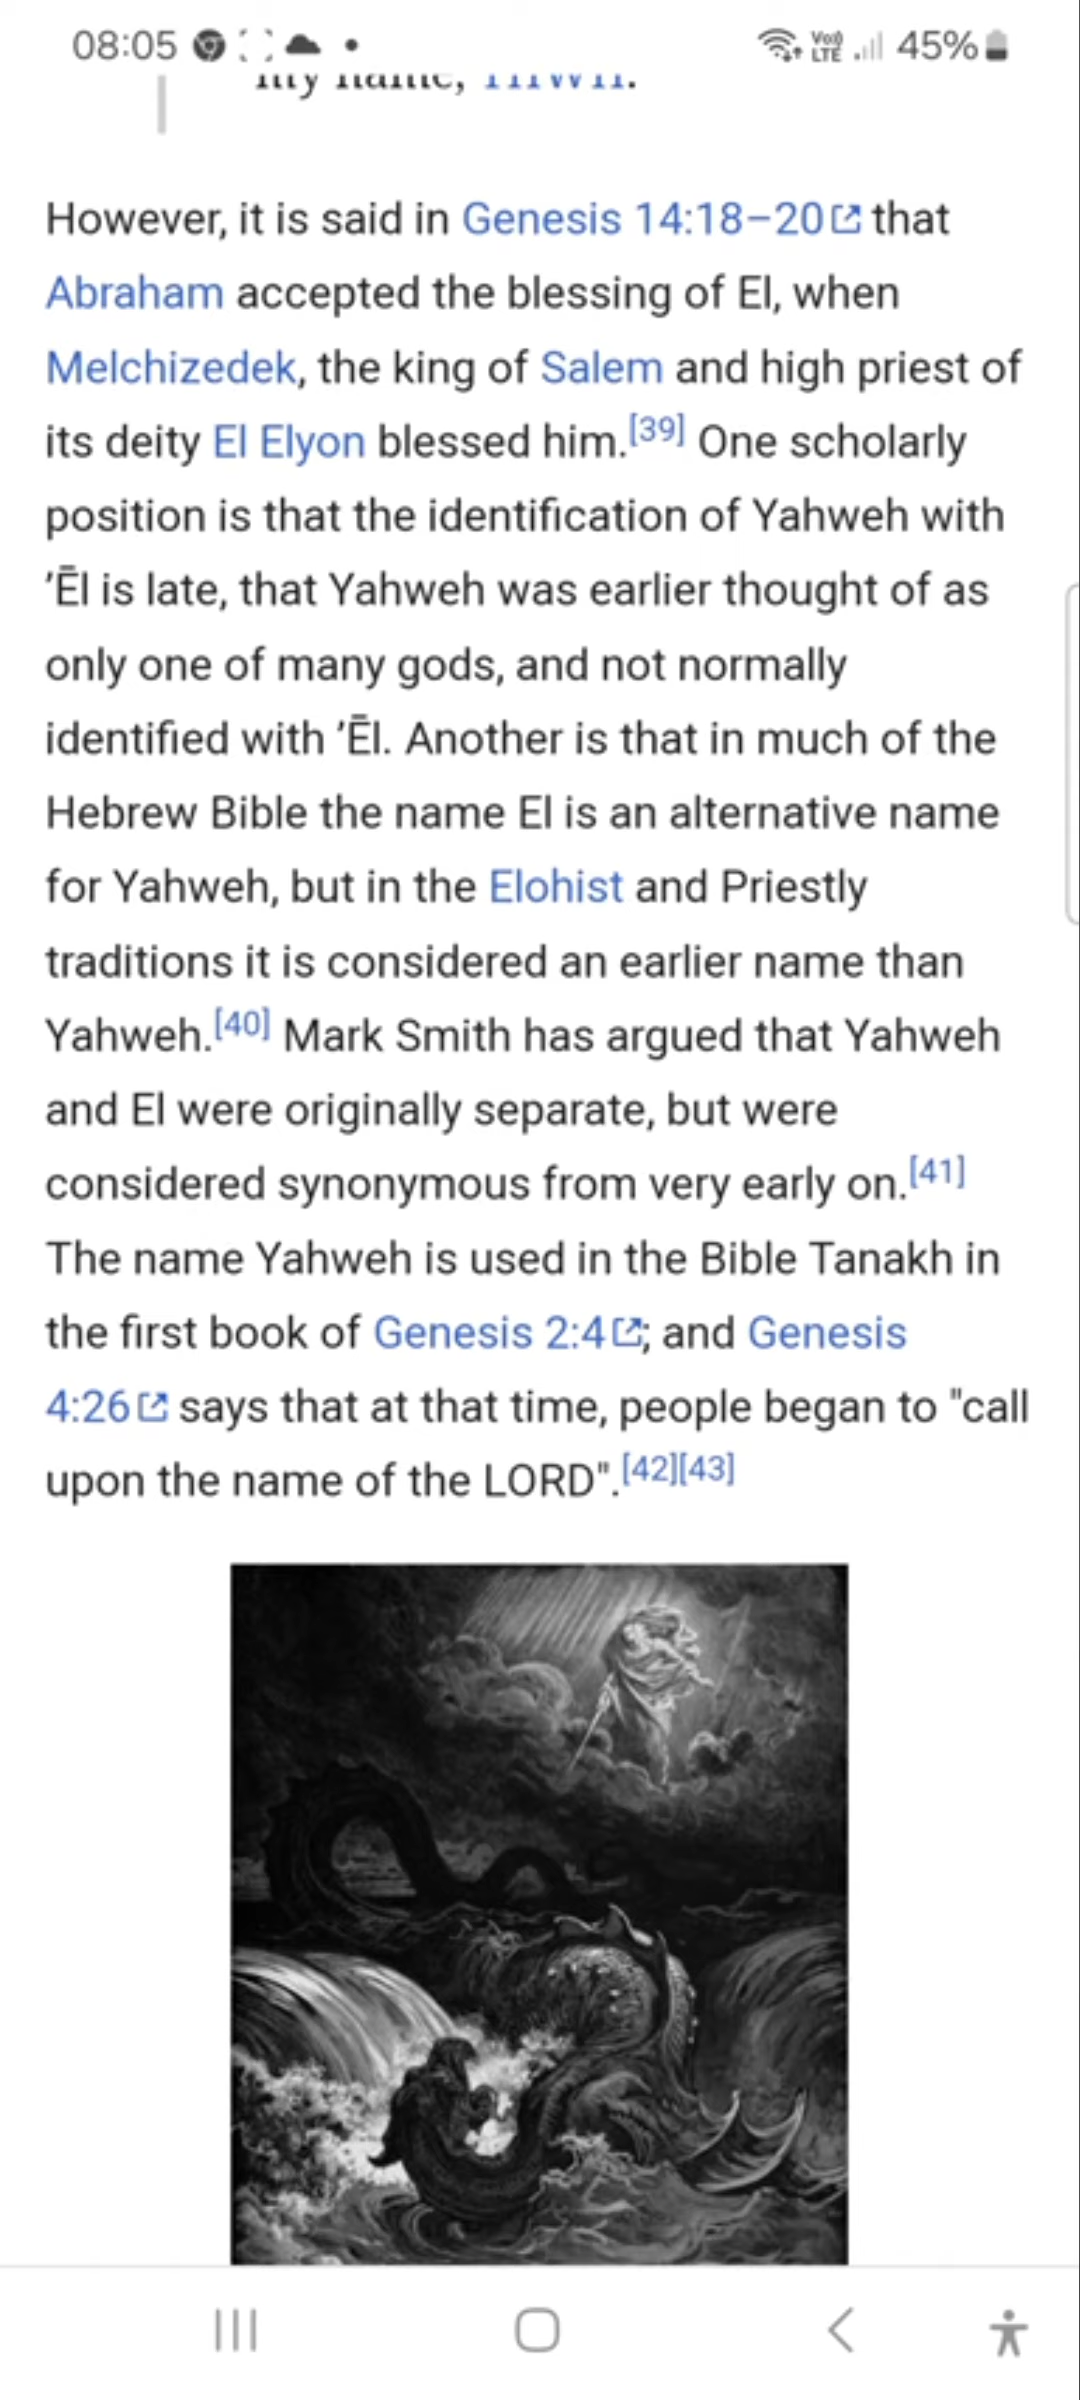 08:05 Vo)) LTE 45%
my name,
However, it is said in Genesis 14:18–20 that
Abraham accepted the blessing of El, when
Melchizedek, the king of Salem and high priest of
its deity El Elyon blessed him.[39] One scholarly
position is that the identification of Yahweh with
ʼĒl is late, that Yahweh was earlier thought of as
only one of many gods, and not normally
identified with ʼĒl. Another is that in much of the
Hebrew Bible the name El is an alternative name
for Yahweh, but in the Elohist and Priestly
traditions it is considered an earlier name than
Yahweh.[40] Mark Smith has argued that Yahweh
and El were originally separate, but were
considered synonymous from very early on.[41]
The name Yahweh is used in the Bible Tanakh in
the first book of Genesis 2:4; and Genesis
4:26 says that at that time, people began to "call
upon the name of the LORD".[42][43]